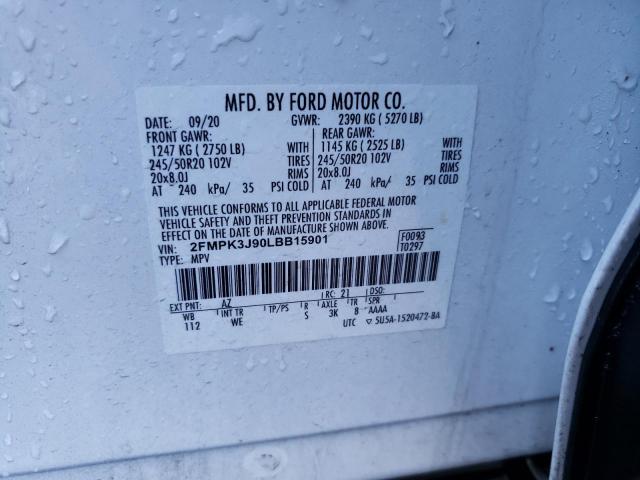 MFD. BY FORD MOTOR CO.
DATE: 09/20 GVWR: 2390 KG ( 5270 LB)
FRONT GAWR: REAR GAWR:
1247 KG ( 2750 LB) WITH 1145 KG ( 2525 LB) WITH
245/50R20 102V TIRES 245/50R20 102V TIRES
20x8.0J RIMS 20x8.0J RIMS
AT 240 kPa/ 35 PSI COLD AT 240 kPa/ 35 PSI COLD
THIS VEHICLE CONFORMS TO ALL APPLICABLE FEDERAL MOTOR
VEHICLE SAFETY AND THEFT PREVENTION STANDARDS IN
EFFECT ON THE DATE OF MANUFACTURE SHOWN ABOVE.
VIN: 2FMPK3J90LBB15901 F0093
TYPE: MPV T0297
EXT PNT: AZ RC: 21 DSO:
WB INT TR TP/PS R AXLE TR SPR
112 WE S 3K 8 AAAA
UTC ▽ 5U5A-1520472-BA